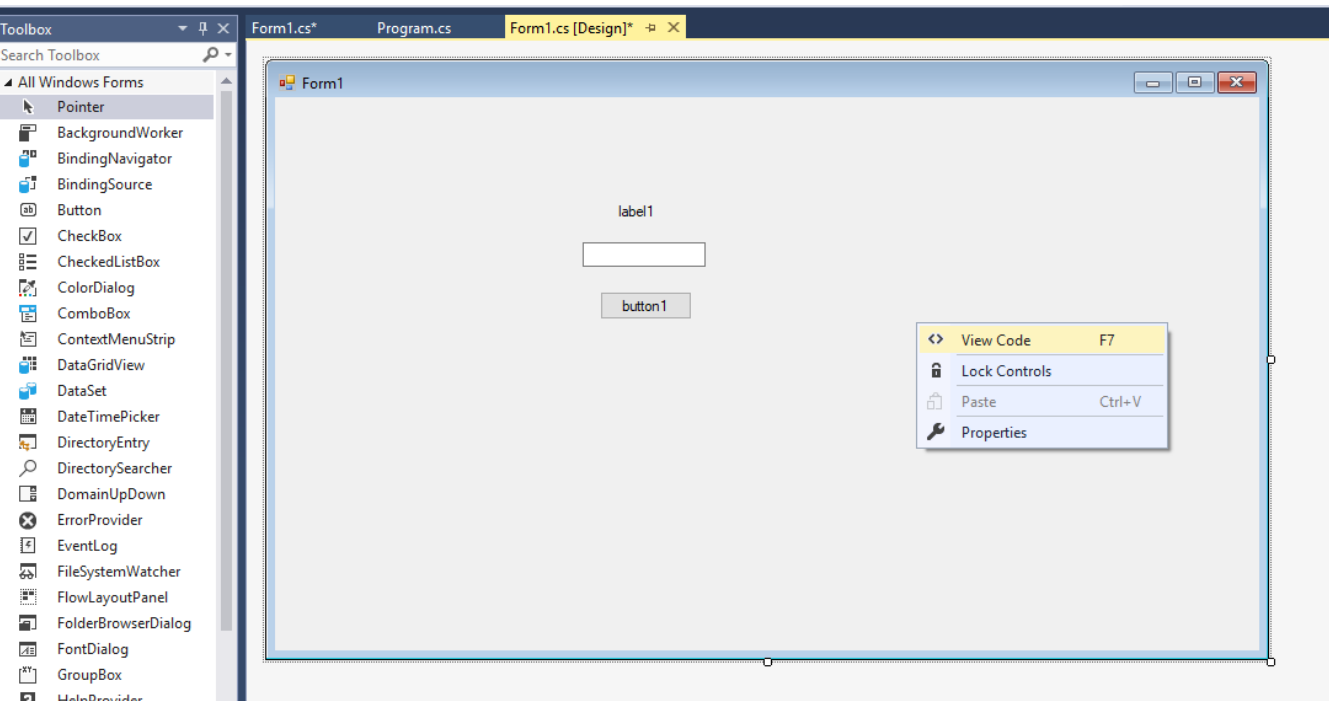 Toolbox
Form1.cs*
Program.cs
Form1.cs [Design]*
Search Toolbox
All Windows Forms
Pointer
BackgroundWorker
BindingNavigator
BindingSource
Button
CheckBox
CheckedListBox
ColorDialog
ComboBox
ContextMenuStrip
DataGridView
DataSet
DateTimePicker
DirectoryEntry
DirectorySearcher
DomainUpDown
ErrorProvider
EventLog
FileSystemWatcher
FlowLayoutPanel
FolderBrowserDialog
FontDialog
GroupBox
HelpProvider
Form1
label1
button1
View Code F7
Lock Controls
Paste Ctrl+V
Properties